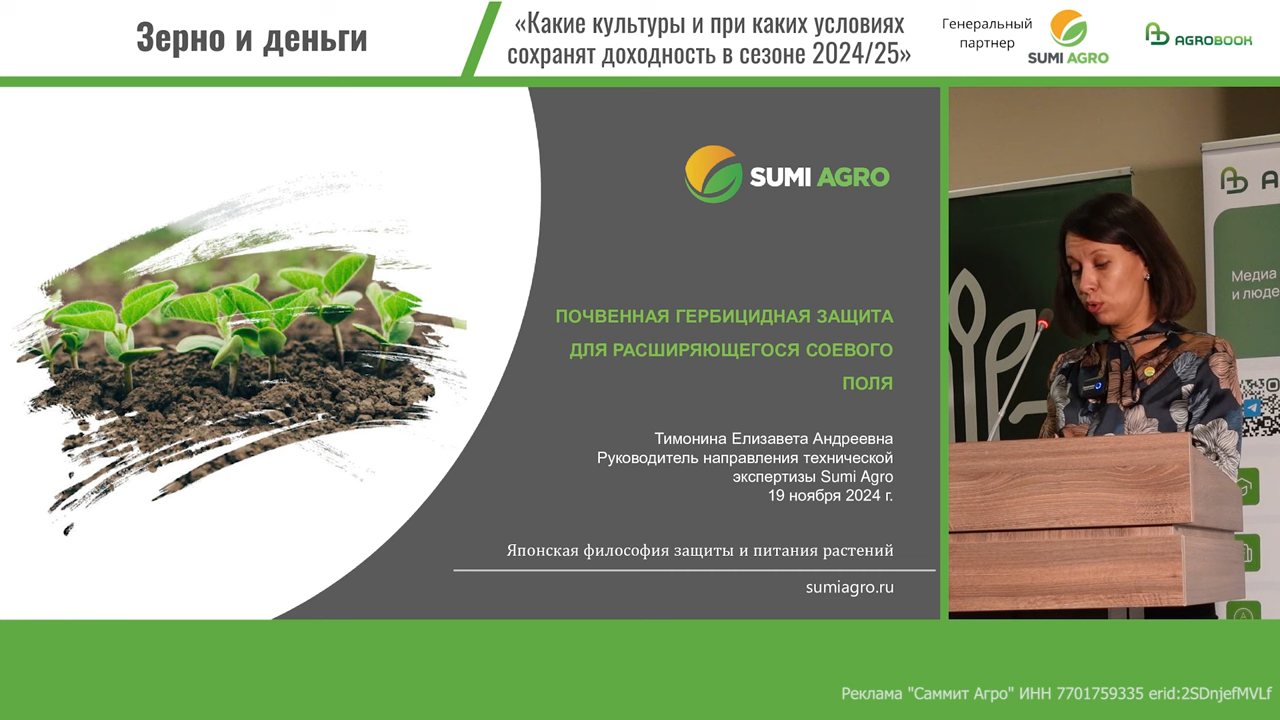 Зерно и деньги
«Какие культуры и при каких условиях
сохранят доходность в сезоне 2024/25»
Генеральный
партнер
SUMI AGRO
AGROBOOK
SUMI AGRO
ПОЧВЕННАЯ ГЕРБИЦИДНАЯ ЗАЩИТА
ДЛЯ РАСШИРЯЮЩЕГОСЯ СОЕВОГО
ПОЛЯ
Тимонина Елизавета Андреевна
Руководитель направления технической
экспертизы Sumi Agro
19 ноября 2024 г.
Японская философия защиты и питания растений
sumiagro.ru
Медиа
и люде
Реклама "Саммит Агро" ИНН 7701759335 erid:2SDnjefMVLf